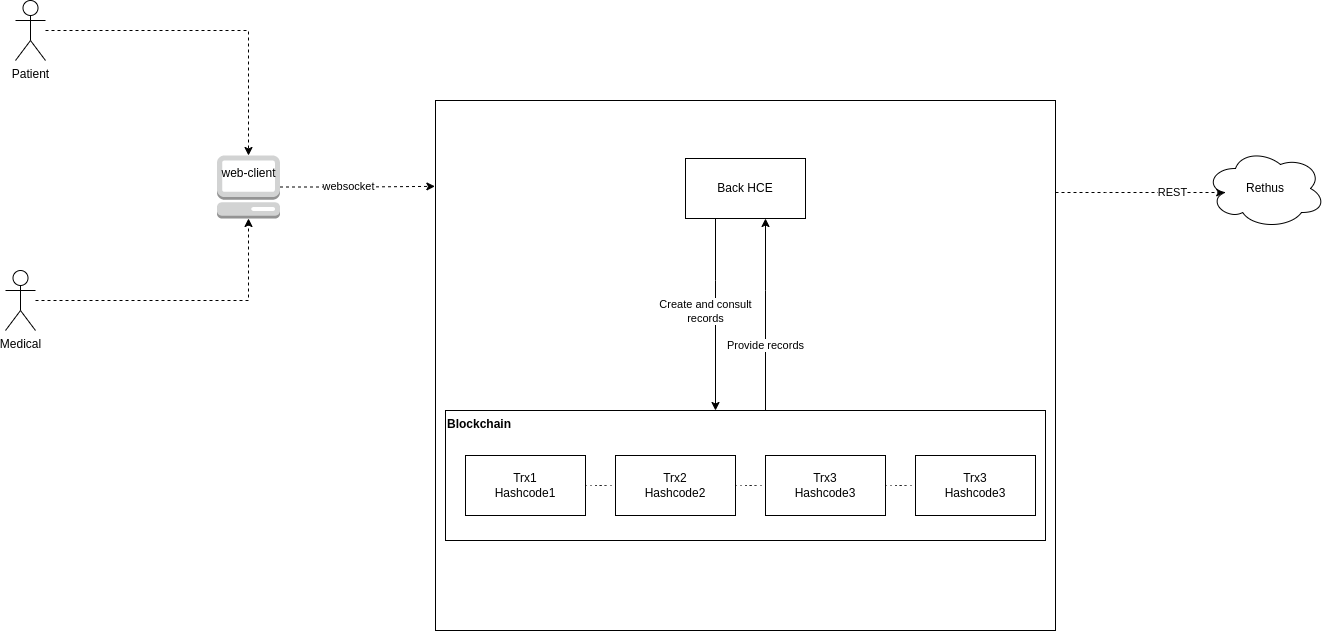 Patient
web-client
websocket
Back HCE
REST
Rethus
Medical
Create and consult
records
Provide records
Blockchain
Trx1
Hashcode1
Trx2
Hashcode2
Trx3
Hashcode3
Trx3
Hashcode3